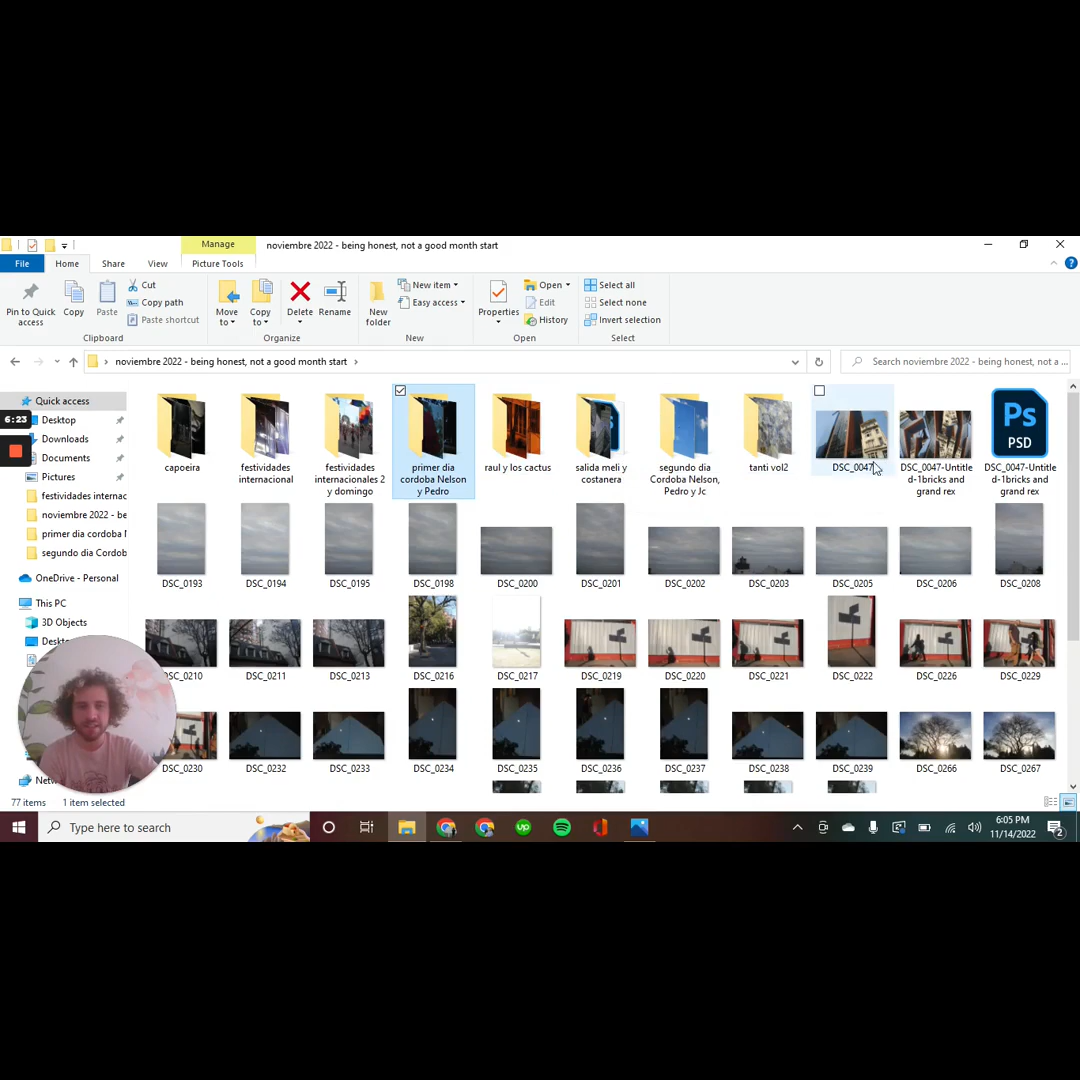 Manage
noviembre 2022 - being honest, not a good month start
File
Home
Share
View
Picture Tools
Pin to Quick
access
Copy
Paste
Cut
Copy path
Paste shortcut
Clipboard
Move
to
Copy
to
Delete
Rename
Organize
New
folder
New item
Easy access
New
Properties
Open
Edit
History
Open
Select all
Select none
Invert selection
Select
noviembre 2022 - being honest, not a good month start
Search noviembre 2022 - being honest, not a ...
Quick access
Desktop
Downloads
Documents
Pictures
festividades internac
noviembre 2022 - be
primer dia cordoba
segundo dia Cordob
OneDrive - Personal
This PC
3D Objects
Deskt
Netw
6:23
capoeira
festividades
internacional
festividades
internacionales 2
y domingo
primer dia
cordoba Nelson
y Pedro
raul y los cactus
salida meli y
costanera
segundo dia
Cordoba Nelson,
Pedro y Jc
tanti vol2
DSC_0047
DSC_0047-Untitle
d-1bricks and
grand rex
Ps
PSD
DSC_0047-Untitle
d-1bricks and
grand rex
DSC_0193
DSC_0194
DSC_0195
DSC_0198
DSC_0200
DSC_0201
DSC_0202
DSC_0203
DSC_0205
DSC_0206
DSC_0208
DSC_0210
DSC_0211
DSC_0213
DSC_0216
DSC_0217
DSC_0219
DSC_0220
DSC_0221
DSC_0222
DSC_0226
DSC_0229
DSC_0230
DSC_0232
DSC_0233
DSC_0234
DSC_0235
DSC_0236
DSC_0237
DSC_0238
DSC_0239
DSC_0266
DSC_0267
77 items
1 item selected
Type here to search
up
6:05 PM
11/14/2022
2